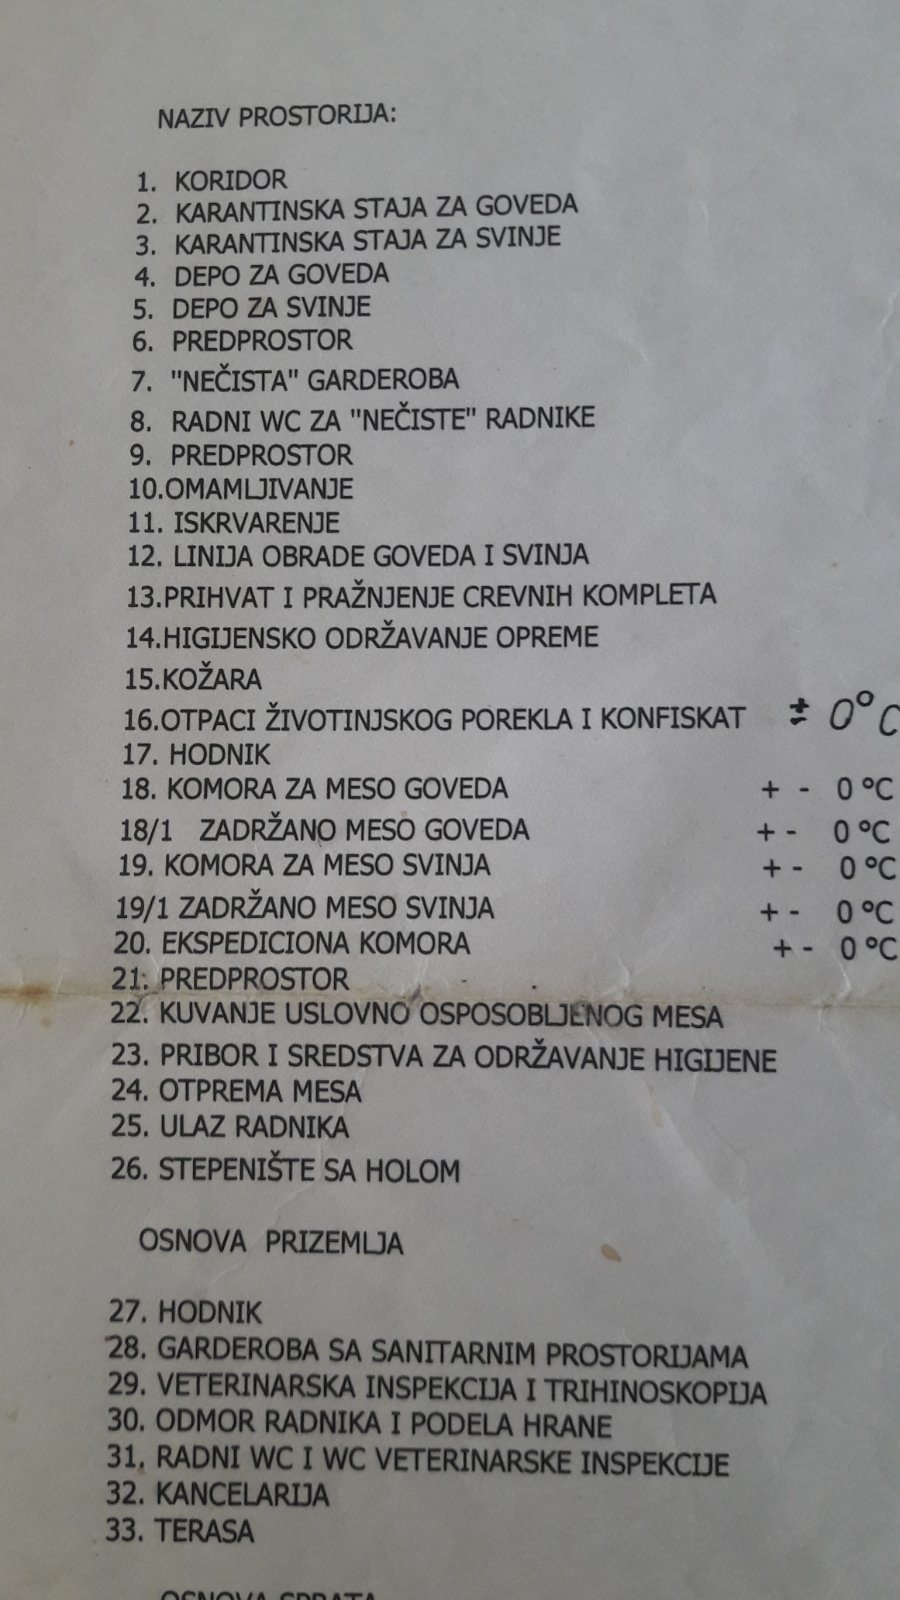 NAZIV PROSTORIJA:
1. KORIDOR
2. KARANTINSKA STAJA ZA GOVEDA
3. KARANTINSKA STAJA ZA SVINJE
4. DEPO ZA GOVEDA
5. DEPO ZA SVINJE
6. PREDPROSTOR
7. "NEČISTA" GARDEROBA
8. RADNI WC ZA "NEČISTE" RADNIKE
9. PREDPROSTOR
10.OMAMLJIVANJE
11. ISKRVARENJE
12. LINIJA OBRADE GOVEDA I SVINJA
13.PRIHVAT I PRAŽNJENJE CREVNIH KOMPLETA
14.HIGIJENSKO ODRŽAVANJE OPREME
15.KOŽARA
16.OTPACI ŽIVOTINJSKOG POREKLA I KONFISKAT ± 0°C
17. HODNIK
18. KOMORA ZA MESO GOVEDA + - 0 °C
18/1 ZADRŽANO MESO GOVEDA + - 0 °C
19. KOMORA ZA MESO SVINJA + - 0 °C
19/1 ZADRŽANO MESO SVINJA + - 0 °C
20. EKSPEDICIONA KOMORA + - 0 °C
21. PREDPROSTOR
22. KUVANJE USLOVNO OSPOSOBLJENOG MESA
23. PRIBOR I SREDSTVA ZA ODRŽAVANJE HIGIJENE
24. OTPREMA MESA
25. ULAZ RADNIKA
26. STEPENIŠTE SA HOLOM
OSNOVA PRIZEMLJA
27. HODNIK
28. GARDEROBA SA SANITARNIM PROSTORIJAMA
29. VETERINARSKA INSPEKCIJA I TRIHINOSKOPIJA
30. ODMOR RADNIKA I PODELA HRANE
31. RADNI WC I WC VETERINARSKE INSPEKCIJE
32. KANCELARIJA
33. TERASA
OSNOVA SPRATA